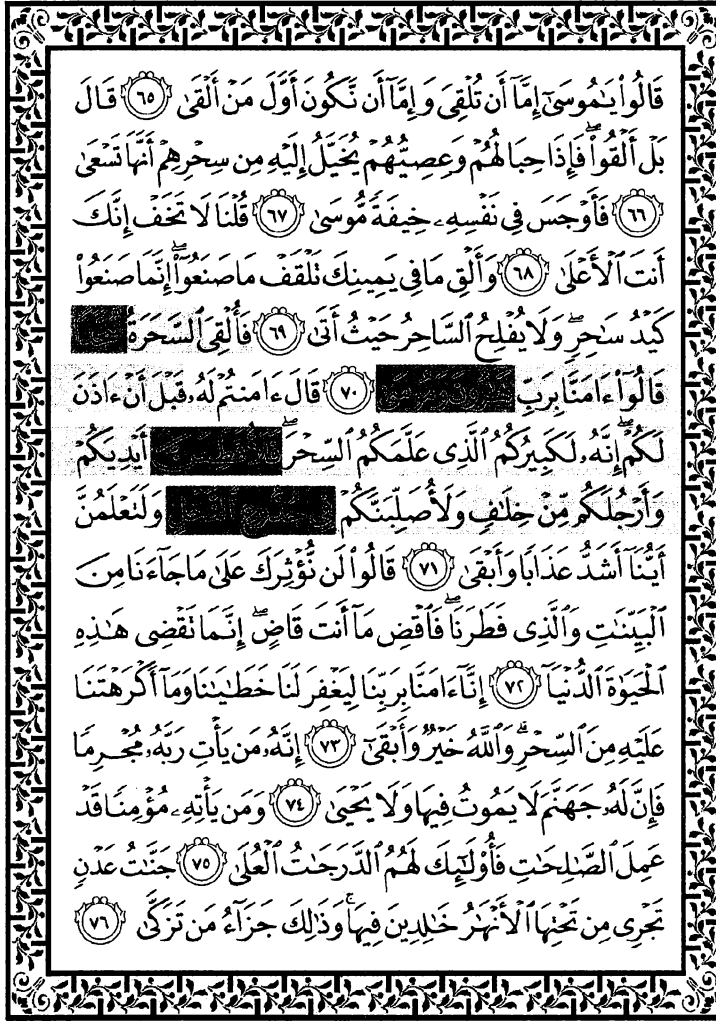 قَالُوا۟ يَـٰمُوسَىٰٓ إِمَّآ أَن تُلْقِىَ وَإِمَّآ أَن نَّكُونَ أَوَّلَ مَنْ أَلْقَىٰ ٦٥ قَالَ
بَلْ أَلْقُوا۟ ۖ فَإِذَا حِبَالُهُمْ وَعِصِيُّهُمْ يُخَيَّلُ إِلَيْهِ مِن سِحْرِهِمْ أَنَّهَا تَسْعَىٰ
٦٦ فَأَوْجَسَ فِى نَفْسِهِۦ خِيفَةً مُّوسَىٰ ٦٧ قُلْنَا لَا تَخَفْ إِنَّكَ
أَنتَ ٱلْأَعْلَىٰ ٦٨ وَأَلْقِ مَا فِى يَمِينِكَ تَلْقَفْ مَا صَنَعُوٓا۟ ۖ إِنَّمَا صَنَعُوا۟
كَيْدُ سَـٰحِرٍ ۖ وَلَا يُفْلِحُ ٱلسَّاحِرُ حَيْثُ أَتَىٰ ٦٩ فَأُلْقِىَ ٱلسَّحَرَةُ
قَالُوٓا۟ ءَامَنَّا بِرَبِّ ٧٠ قَالَ ءَامَنتُمْ لَهُۥ قَبْلَ أَنْ ءَاذَنَ
لَكُمْ ۖ إِنَّهُۥ لَكَبِيرُكُمُ ٱلَّذِى عَلَّمَكُمُ ٱلسِّحْرَ ۖ أَيْدِيَكُمْ
وَأَرْجُلَكُم مِّنْ خِلَـٰفٍ وَلَأُصَلِّبَنَّكُمْ وَلَتَعْلَمُنَّ
أَيُّنَآ أَشَدُّ عَذَابًا وَأَبْقَىٰ ٧١ قَالُوا۟ لَن نُّؤْثِرَكَ عَلَىٰ مَا جَآءَنَا مِنَ
ٱلْبَيِّنَـٰتِ وَٱلَّذِى فَطَرَنَا ۖ فَٱقْضِ مَآ أَنتَ قَاضٍ ۖ إِنَّمَا تَقْضِى هَـٰذِهِ
ٱلْحَيَوٰةَ ٱلدُّنْيَآ ٧٢ إِنَّآ ءَامَنَّا بِرَبِّنَا لِيَغْفِرَ لَنَا خَطَـٰيَـٰنَا وَمَآ أَكْرَهْتَنَا
عَلَيْهِ مِنَ ٱلسِّحْرِ ۗ وَٱللَّهُ خَيْرٌ وَأَبْقَىٰٓ ٧٣ إِنَّهُۥ مَن يَأْتِ رَبَّهُۥ مُجْرِمًا
فَإِنَّ لَهُۥ جَهَنَّمَ لَا يَمُوتُ فِيهَا وَلَا يَحْيَىٰ ٧٤ وَمَن يَأْتِهِۦ مُؤْمِنًا قَدْ
عَمِلَ ٱلصَّـٰلِحَـٰتِ فَأُو۟لَـٰٓئِكَ لَهُمُ ٱلدَّرَجَـٰتُ ٱلْعُلَىٰ ٧٥ جَنَّـٰتُ عَدْنٍ
تَجْرِى مِن تَحْتِهَا ٱلْأَنْهَـٰرُ خَـٰلِدِينَ فِيهَا ۚ وَذَٰلِكَ جَزَآءُ مَن تَزَكَّىٰ ٧٦